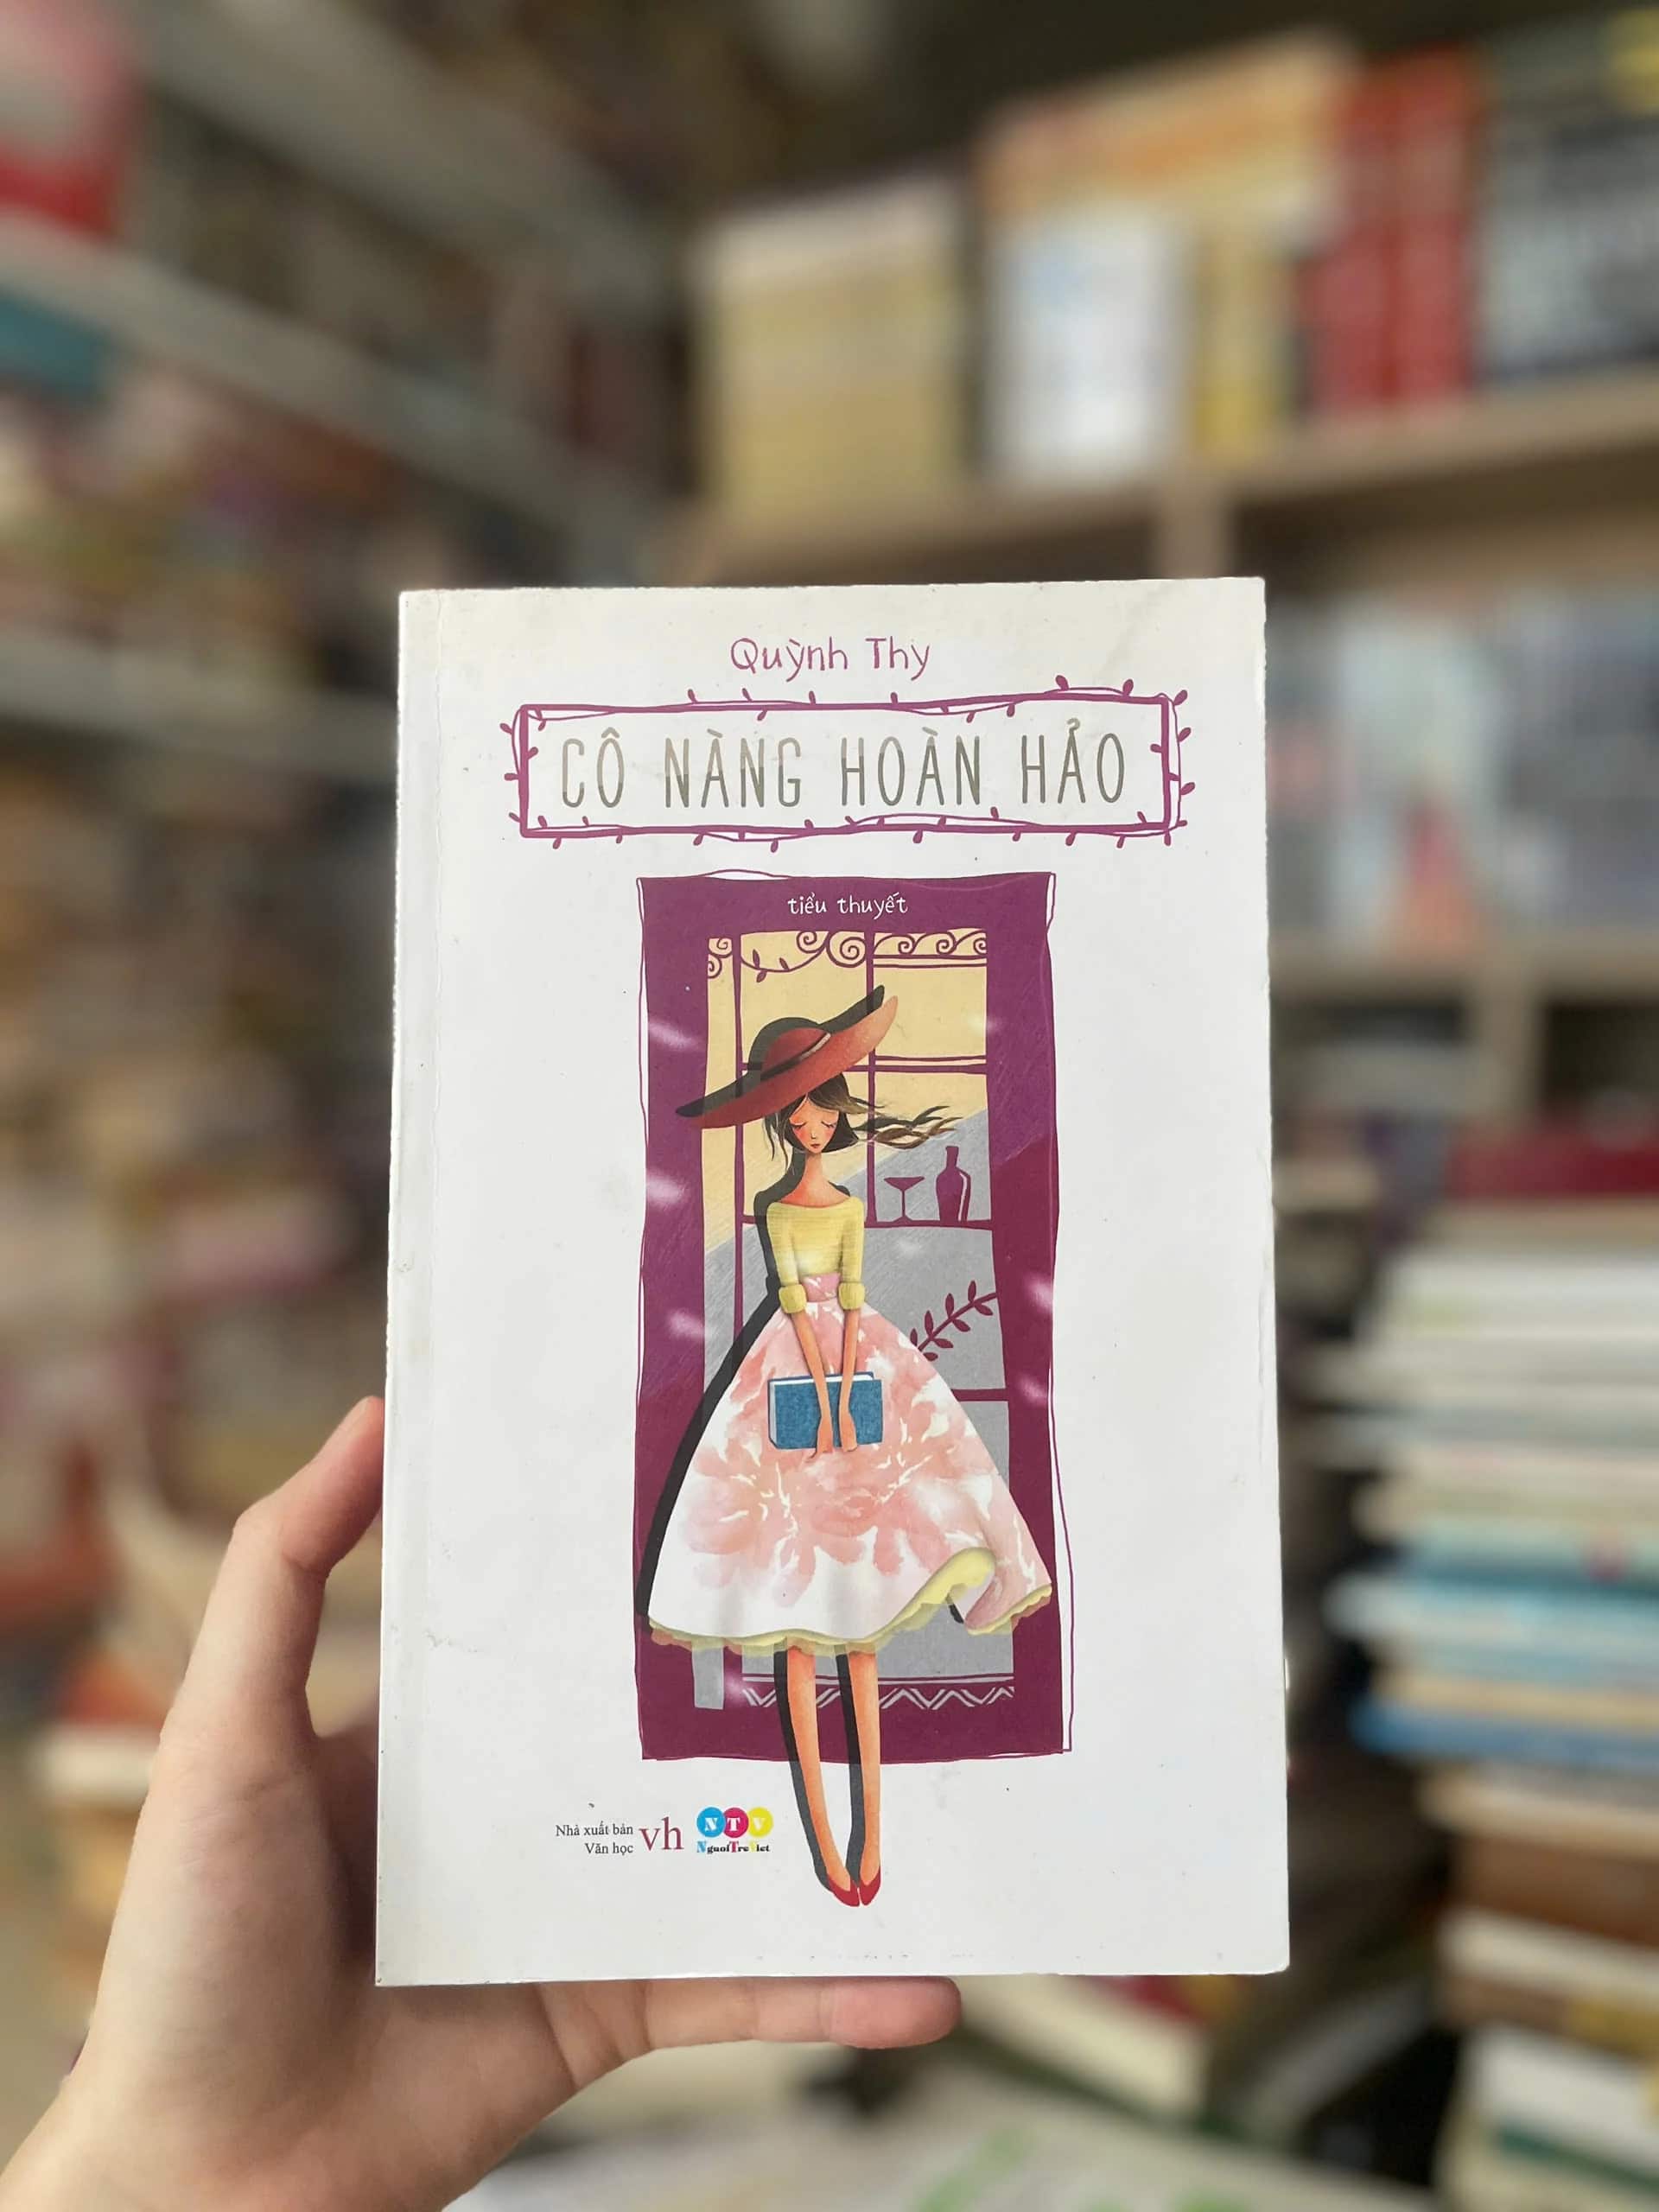 Quỳnh Thy
CÔ NÀNG HOÀN HẢO
tiểu thuyết
Nhà xuất bản
Văn học
vh
NTV
NguoiTreViet